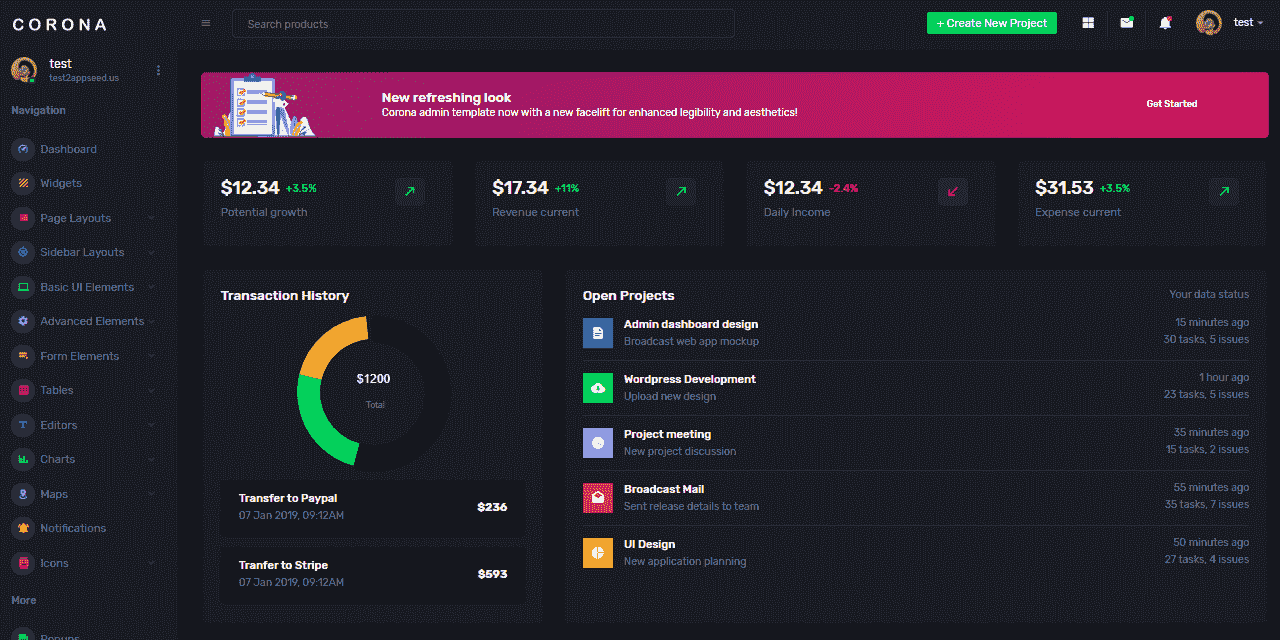 CORONA
Search products
+ Create New Project
test
test
test2appseed.us
Navigation
Dashboard
Widgets
Page Layouts
Sidebar Layouts
Basic UI Elements
Advanced Elements
Form Elements
Tables
Editors
Charts
Maps
Notifications
Icons
More
Popups
New refreshing look
Corona admin template now with a new facelift for enhanced legibility and aesthetics!
Get Started
$12.34 +3.5%
Potential growth
$17.34 +11%
Revenue current
$12.34 -2.4%
Daily Income
$31.53 +3.5%
Expense current
Transaction History
$1200
Total
Transfer to Paypal
07 Jan 2019, 09:12AM
$236
Tranfer to Stripe
07 Jan 2019, 09:12AM
$593
Open Projects
Your data status
Admin dashboard design
Broadcast web app mockup
15 minutes ago
30 tasks, 5 issues
Wordpress Development
Upload new design
1 hour ago
23 tasks, 5 issues
Project meeting
New project discussion
35 minutes ago
15 tasks, 2 issues
Broadcast Mail
Sent release details to team
55 minutes ago
35 tasks, 7 issues
UI Design
New application planning
50 minutes ago
27 tasks, 4 issues